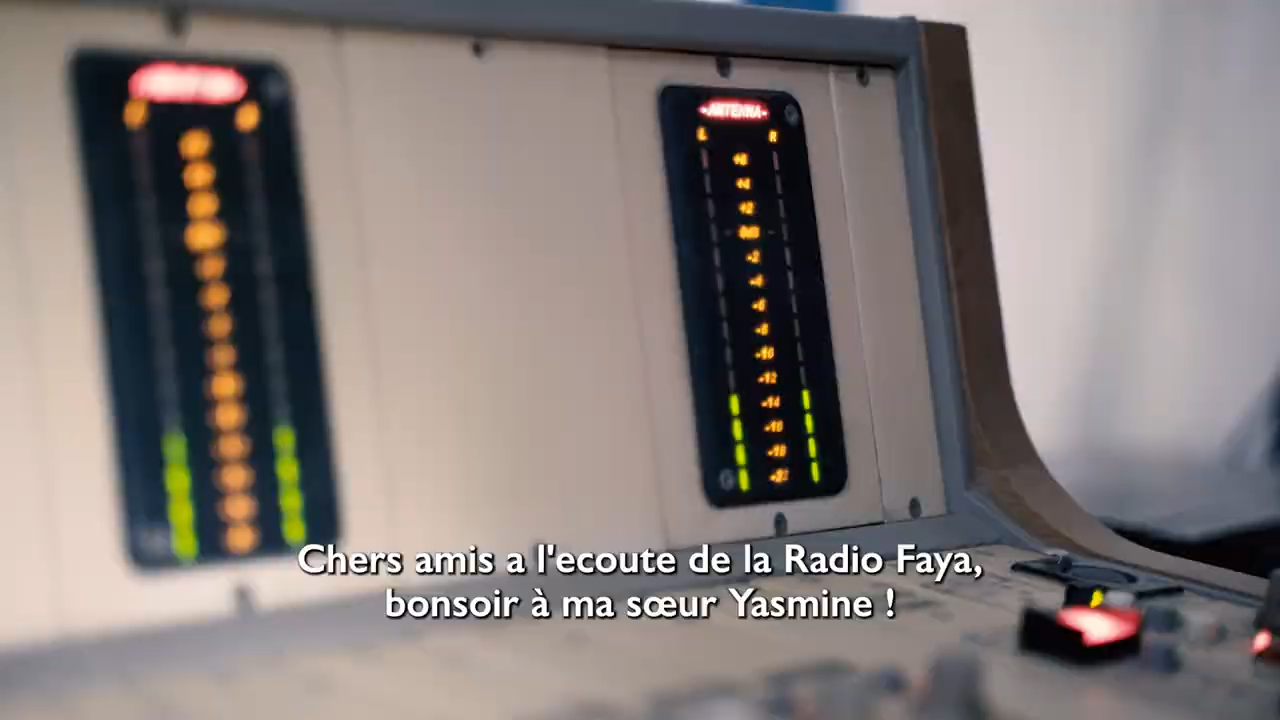 -ANTENNA-
L R
+6
+4
+2
- 0dB -
-2
-4
-6
-8
-10
-12
-14
-16
-18
Chers amis a l'ecoute de la Radio Faya,
bonsoir à ma sœur Yasmine !